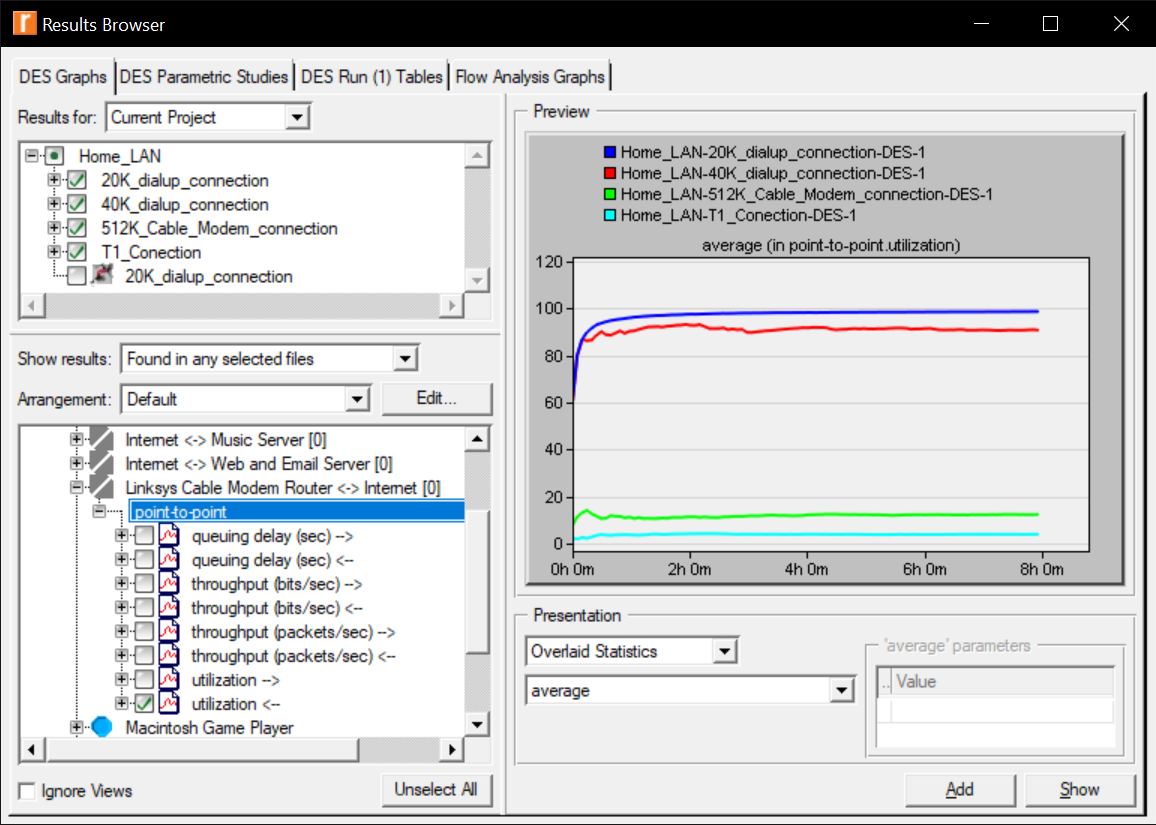 Results Browser
DES Graphs DES Parametric Studies DES Run (1) Tables Flow Analysis Graphs
Results for: Current Project
Home_LAN
20K_dialup_connection
40K_dialup_connection
512K_Cable_Modem_connection
T1_Conection
20K_dialup_connection
Show results: Found in any selected files
Arrangement: Default Edit...
Internet <-> Music Server [0]
Internet <-> Web and Email Server [0]
Linksys Cable Modem Router <-> Internet [0]
point-to-point
queuing delay (sec) -->
queuing delay (sec) <--
throughput (bits/sec) -->
throughput (bits/sec) <--
throughput (packets/sec) -->
throughput (packets/sec) <--
utilization -->
utilization <--
Macintosh Game Player
Ignore Views Unselect All
Preview
Home_LAN-20K_dialup_connection-DES-1
Home_LAN-40K_dialup_connection-DES-1
Home_LAN-512K_Cable_Modem_connection-DES-1
Home_LAN-T1_Conection-DES-1
average (in point-to-point.utilization)
120
100
80
60
40
20
0
0h 0m 2h 0m 4h 0m 6h 0m 8h 0m
Presentation
Overlaid Statistics
average
'average' parameters
.. Value
Add Show